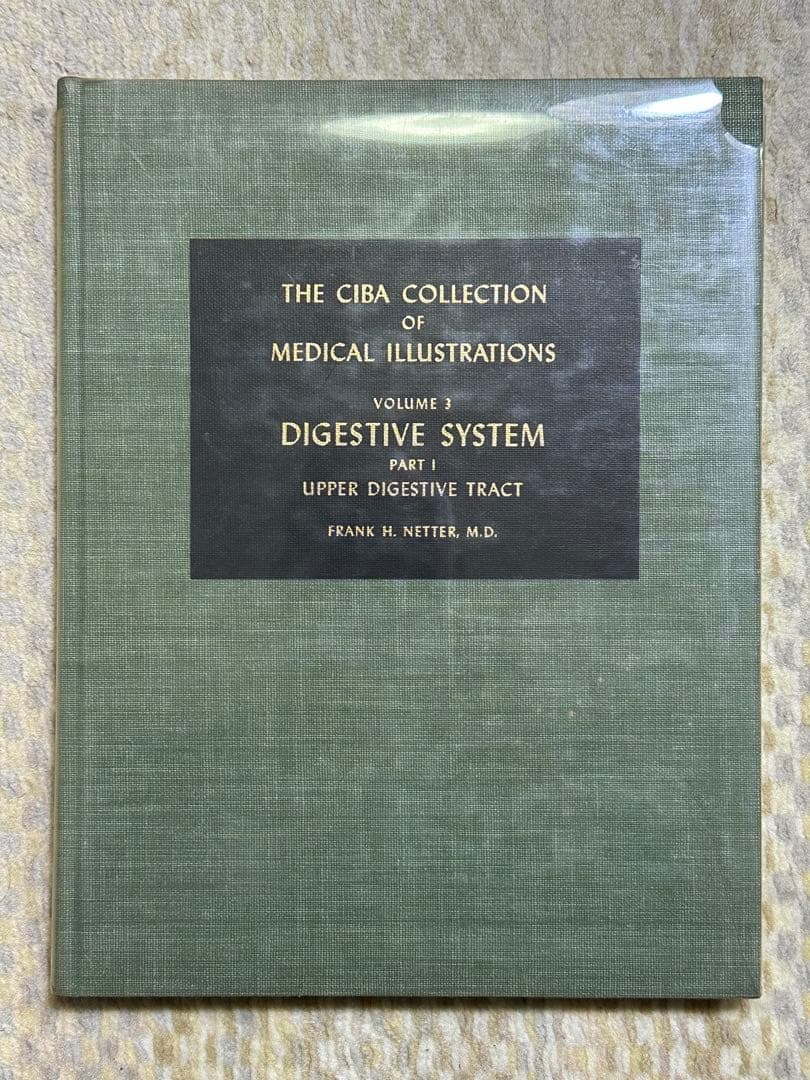 THE CIBA COLLECTION
OF
MEDICAL ILLUSTRATIONS
VOLUME 3
DIGESTIVE SYSTEM
PART I
UPPER DIGESTIVE TRACT
FRANK H. NETTER, M.D.